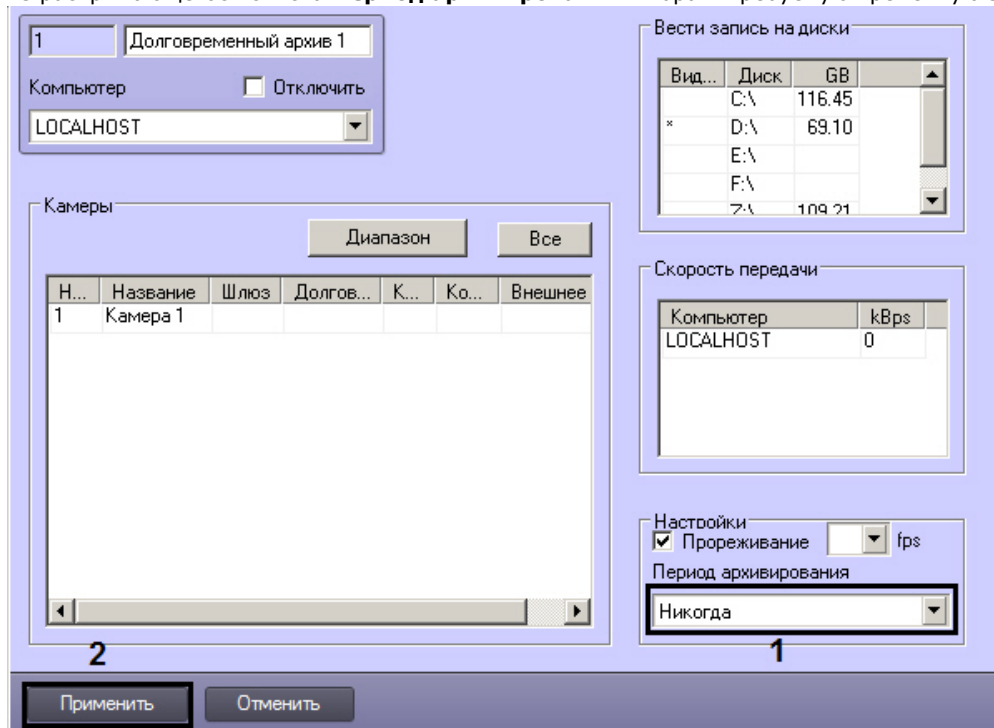 1 Долговременный архив 1
Компьютер Отключить
LOCALHOST
Камеры
Диапазон Все
Н... Название Шлюз Долгов... К... Ко... Внешнее
1 Камера 1
Вести запись на диски
Вид... Диск GB
C:\ 116.45
* D:\ 69.10
E:\
F:\
Z:\ 109.21
Скорость передачи
Компьютер kBps
LOCALHOST 0
Настройки
Прореживание fps
Период архивирования
Никогда
1
2
Применить Отменить